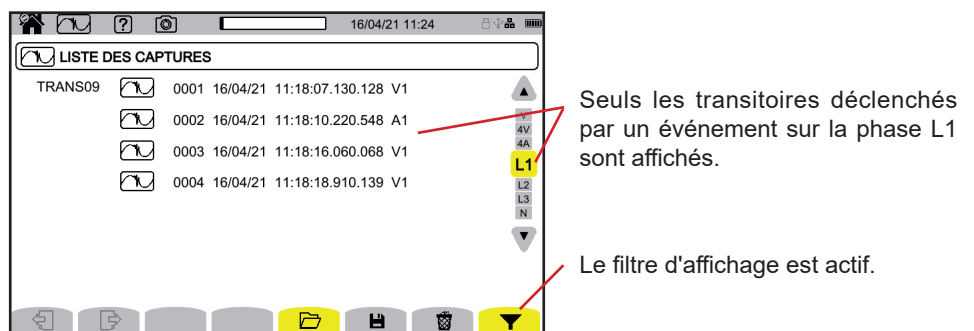 16/04/21 11:24
LISTE DES CAPTURES
TRANS09 0001 16/04/21 11:18:07.130.128 V1
0002 16/04/21 11:18:10.220.548 A1
0003 16/04/21 11:18:16.060.068 V1
0004 16/04/21 11:18:18.910.139 V1
4V
4A
L1
L2
L3
N
Seuls les transitoires déclenchés
par un événement sur la phase L1
sont affichés.
Le filtre d'affichage est actif.